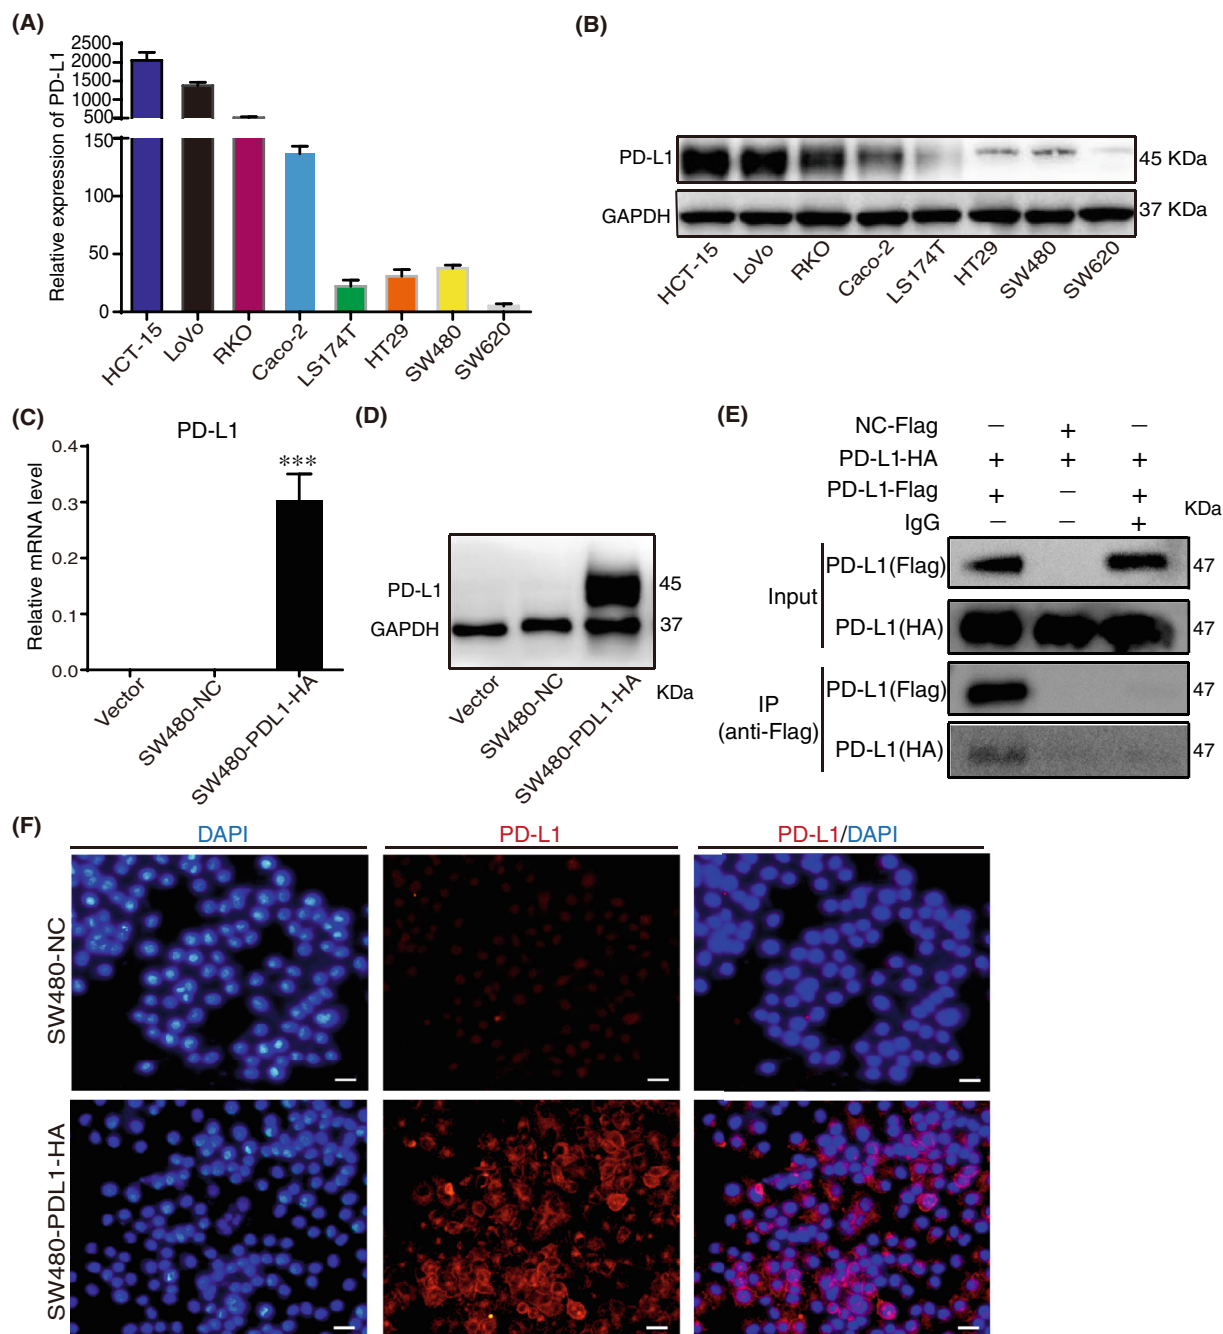 (A)
Relative expression of PD-L1
2500
2000
1500
1000
500
150
100
50
0
HCT-15
LoVo
RKO
Caco-2
LS174T
HT29
SW480
SW620
(B)
PD-L1
45 KDa
GAPDH
37 KDa
HCT-15
LoVo
RKO
Caco-2
LS174T
HT29
SW480
SW620
(C)
PD-L1
Relative mRNA level
0.4
0.3
0.2
0.1
0.0
***
Vector
SW480-NC
SW480-PDL1-HA
(D)
PD-L1
45
GAPDH
37
KDa
Vector
SW480-NC
SW480-PDL1-HA
(E)
NC-Flag − + −
PD-L1-HA + + +
PD-L1-Flag + − +
IgG − − +
KDa
Input
PD-L1(Flag) 47
PD-L1(HA) 47
IP
(anti-Flag)
PD-L1(Flag) 47
PD-L1(HA) 47
(F)
DAPI
PD-L1
PD-L1/DAPI
SW480-NC
SW480-PDL1-HA